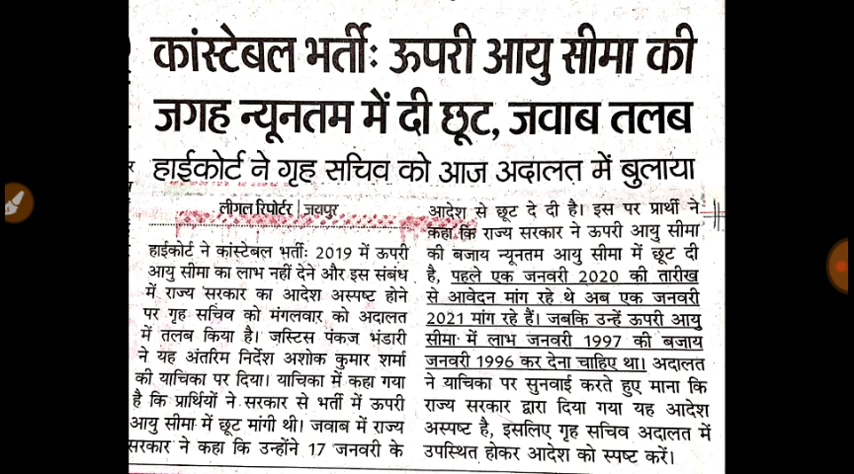 कांस्टेबल भर्तीः ऊपरी आयु सीमा की
जगह न्यूनतम में दी छूट, जवाब तलब
हाईकोर्ट ने गृह सचिव को आज अदालत में बुलाया
लीगल रिपोर्टर | जयपुर
हाईकोर्ट ने कांस्टेबल भर्तीः 2019 में ऊपरी
आयु सीमा का लाभ नहीं देने और इस संबंध
में राज्य सरकार का आदेश अस्पष्ट होने
पर गृह सचिव को मंगलवार को अदालत
में तलब किया है। जस्टिस पंकज भंडारी
ने यह अंतरिम निर्देश अशोक कुमार शर्मा
की याचिका पर दिया। याचिका में कहा गया
है कि प्रार्थियों ने सरकार से भर्ती में ऊपरी
आयु सीमा में छूट मांगी थी। जवाब में राज्य
सरकार ने कहा कि उन्होंने 17 जनवरी के
आदेश से छूट दे दी है। इस पर प्रार्थी ने
कहा कि राज्य सरकार ने ऊपरी आयु सीमा
की बजाय न्यूनतम आयु सीमा में छूट दी
है, पहले एक जनवरी 2020 की तारीख
से आवेदन मांग रहे थे अब एक जनवरी
2021 मांग रहे हैं। जबकि उन्हें ऊपरी आयु
सीमा में लाभ जनवरी 1997 की बजाय
जनवरी 1996 कर देना चाहिए था। अदालत
ने याचिका पर सुनवाई करते हुए माना कि
राज्य सरकार द्वारा दिया गया यह आदेश
अस्पष्ट है, इसलिए गृह सचिव अदालत में
उपस्थित होकर आदेश को स्पष्ट करें।